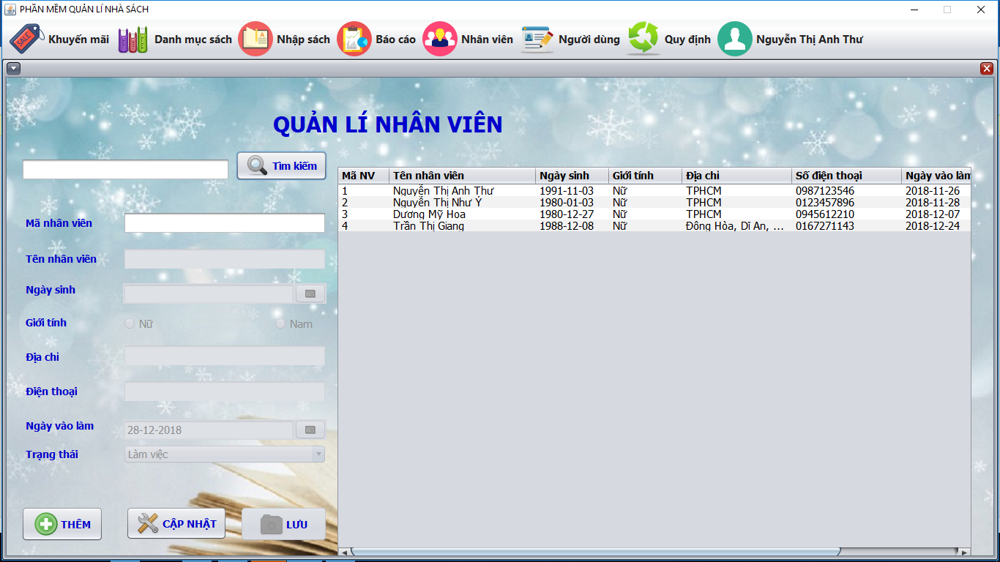 PHẦN MỀM QUẢN LÍ NHÀ SÁCH
SALE Khuyến mãi Danh mục sách Nhập sách Báo cáo Nhân viên Người dùng Quy định Nguyễn Thị Anh Thư
QUẢN LÍ NHÂN VIÊN
Tìm kiếm
Mã NV Tên nhân viên Ngày sinh Giới tính Địa chỉ Số điện thoại Ngày vào làm
1 Nguyễn Thị Anh Thư 1991-11-03 Nữ TPHCM 0987123546 2018-11-26
2 Nguyễn Thị Như Ý 1980-01-03 Nữ TPHCM 0123457896 2018-11-28
3 Dương Mỹ Hoa 1980-12-27 Nữ TPHCM 0945612210 2018-12-07
4 Trần Thị Giang 1988-12-08 Nữ Đông Hòa, Dĩ An, ... 0167271143 2018-12-24
Mã nhân viên
Tên nhân viên
Ngày sinh
Giới tính Nữ Nam
Địa chỉ
Điện thoại
Ngày vào làm 28-12-2018
Trạng thái Làm việc
THÊM CẬP NHẬT LƯU